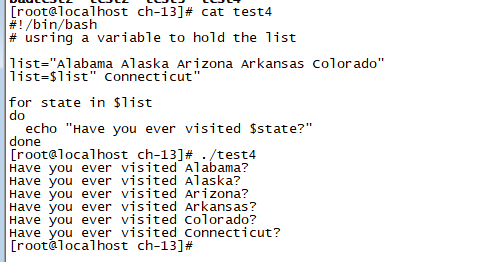 [root@localhost ch-13]# cat test4
#!/bin/bash
# usring a variable to hold the list
list="Alabama Alaska Arizona Arkansas Colorado"
list=$list" Connecticut"
for state in $list
do
  echo "Have you ever visited $state?"
done
[root@localhost ch-13]# ./test4
Have you ever visited Alabama?
Have you ever visited Alaska?
Have you ever visited Arizona?
Have you ever visited Arkansas?
Have you ever visited Colorado?
Have you ever visited Connecticut?
[root@localhost ch-13]#